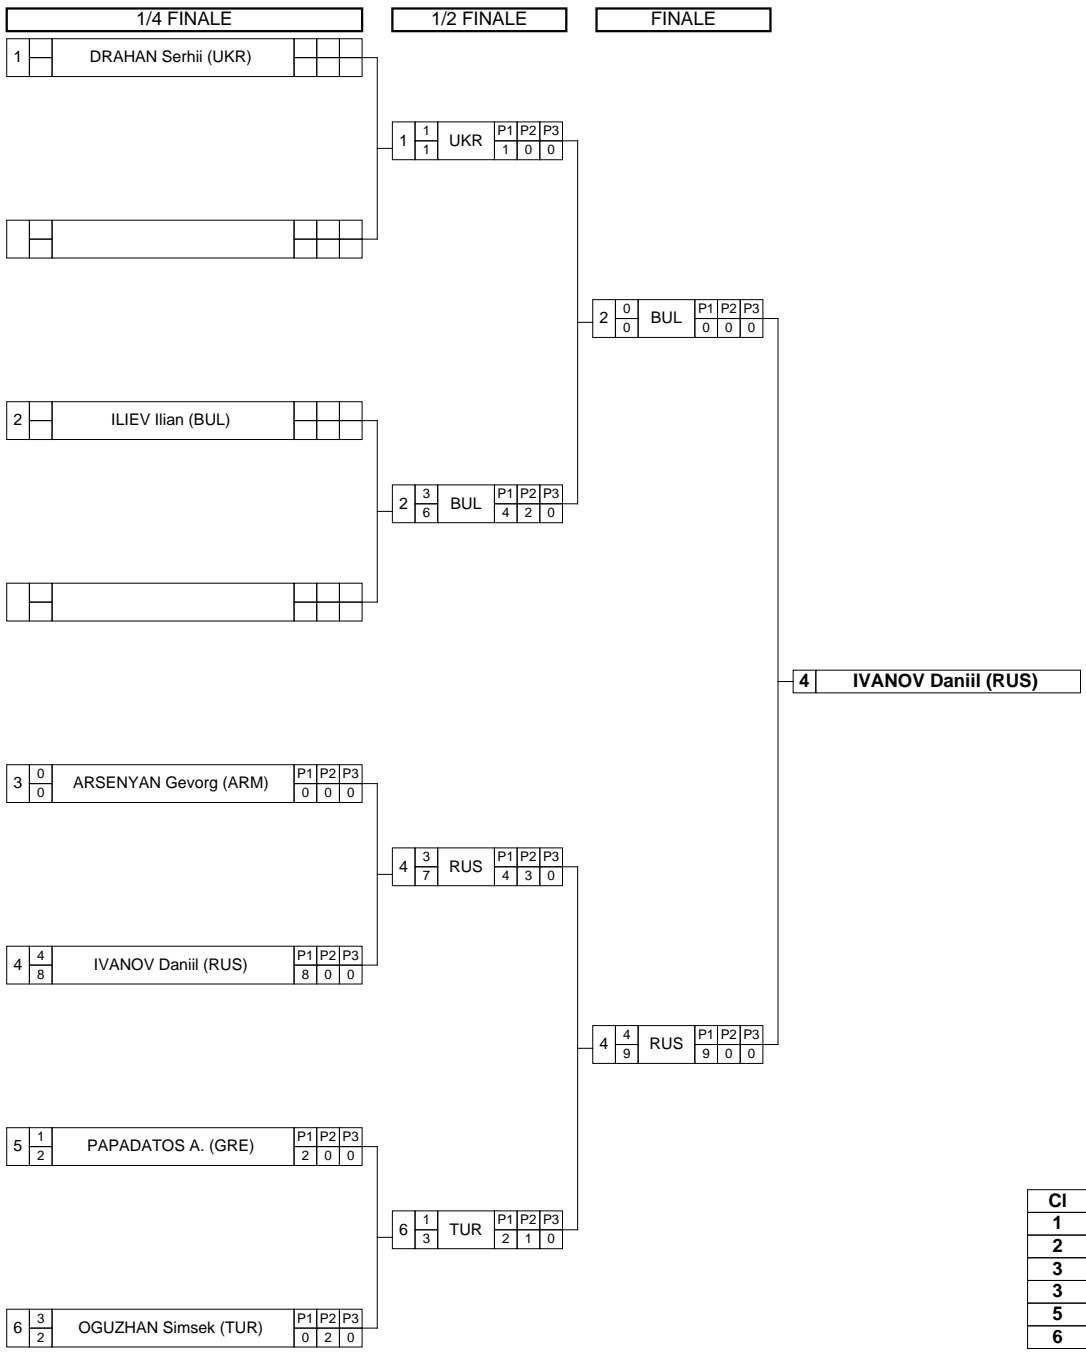 1/4 FINALE 1/2 FINALE FINALE
1 DRAHAN Serhii (UKR)
1 P1 P2 P3
1 UKR
1 1 0 0
0 P1 P2 P3
2 BUL
0 0 0 0
2 ILIEV Ilian (BUL)
3 P1 P2 P3
2 BUL
6 4 2 0
4 IVANOV Daniil (RUS)
0 P1 P2 P3
3 ARSENYAN Gevorg (ARM)
0 0 0 0
3 P1 P2 P3
4 RUS
7 4 3 0
4 P1 P2 P3
4 IVANOV Daniil (RUS)
8 8 0 0
4 P1 P2 P3
4 RUS
9 9 0 0
1 P1 P2 P3
5 PAPADATOS A. (GRE)
2 2 0 0
1 P1 P2 P3
6 TUR
3 2 1 0
3 P1 P2 P3
6 OGUZHAN Simsek (TUR)
2 0 2 0
Cl
1
2
3
3
5
6